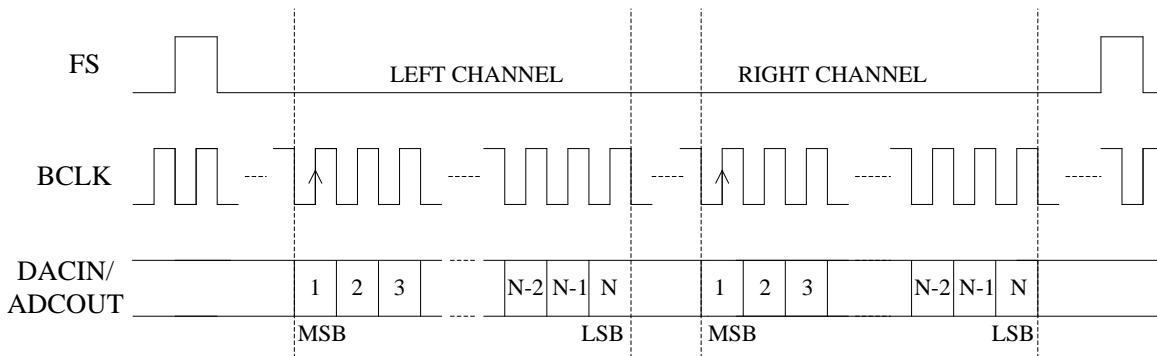 FS
LEFT CHANNEL RIGHT CHANNEL
BCLK
DACIN/
ADCOUT
1 2 3 N-2 N-1 N 1 2 3 N-2 N-1 N
MSB LSB MSB LSB